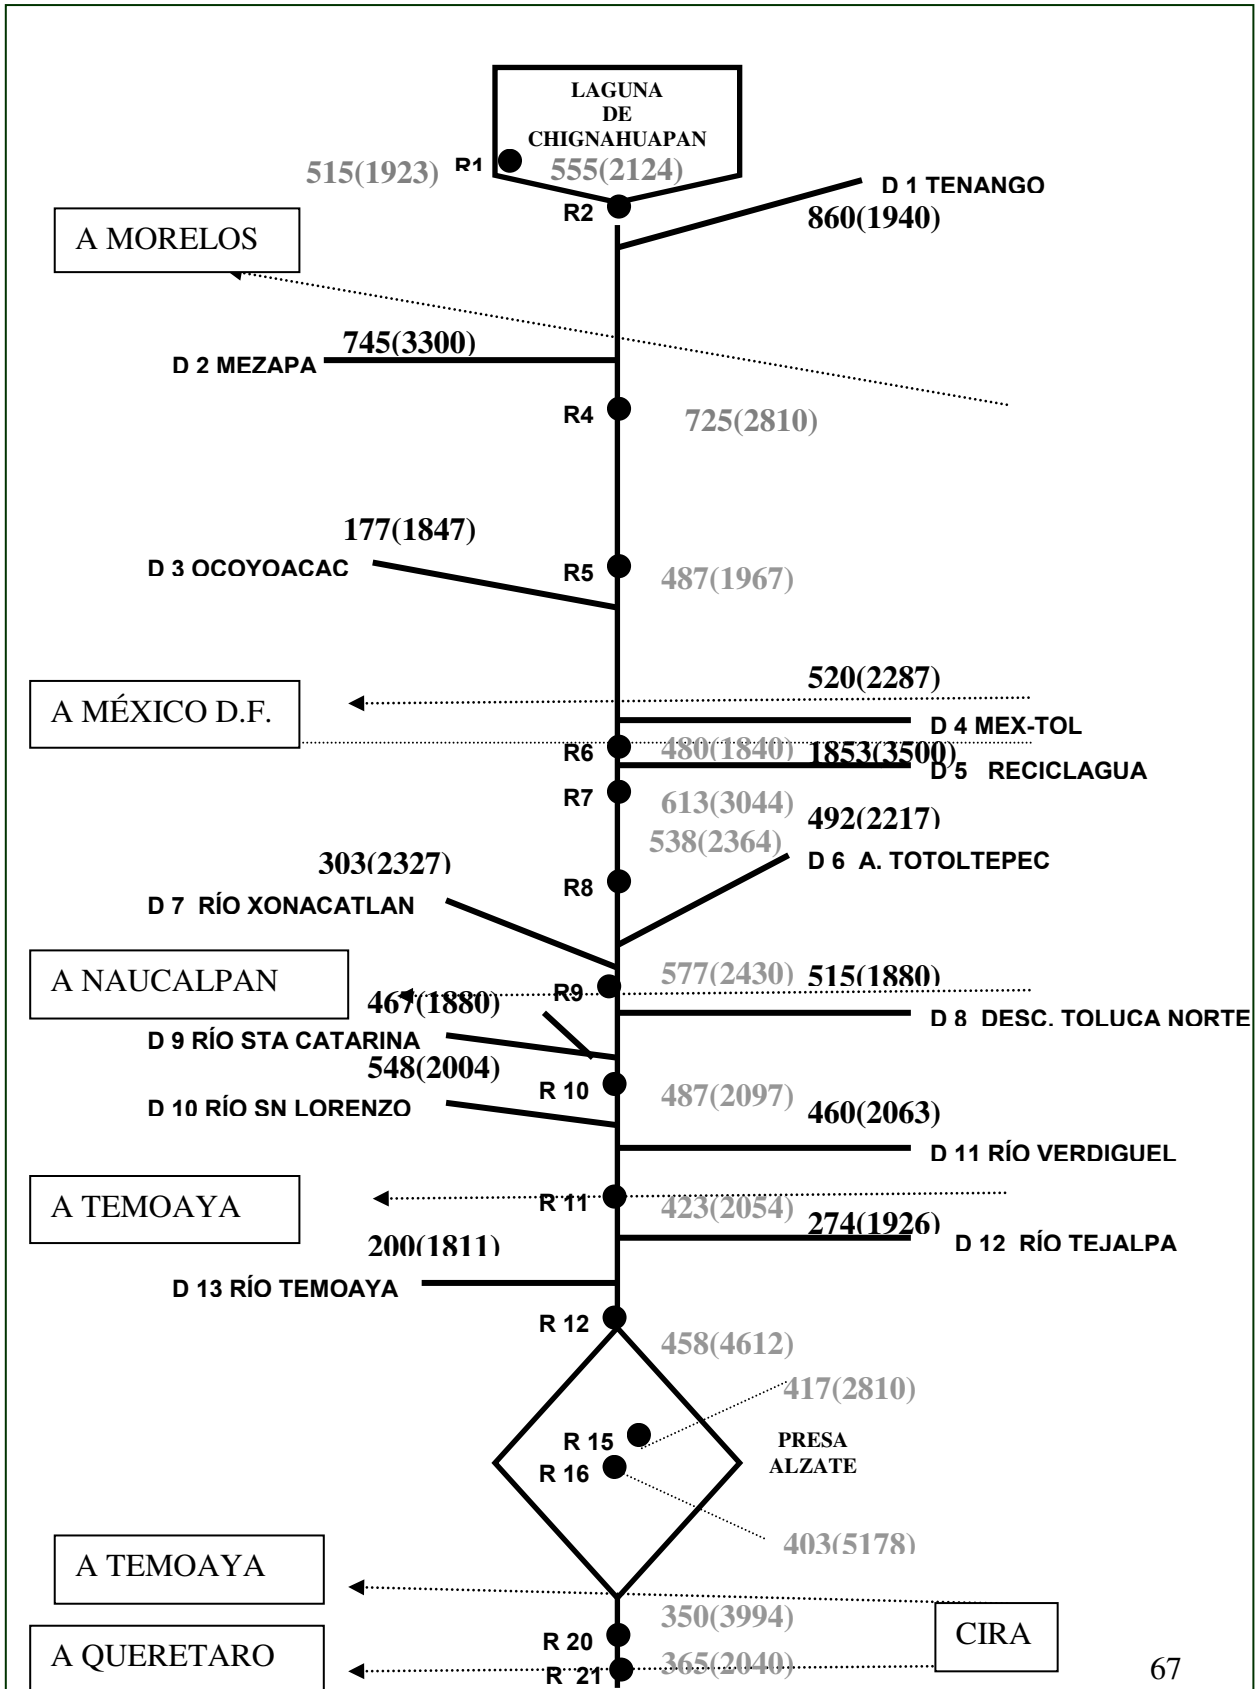 LAGUNA
DE
CHIGNAHUAPAN
515(1923)
R1
555(2124)
R2
D 1 TENANGO
860(1940)
A MORELOS
745(3300)
D 2 MEZAPA
R4
725(2810)
177(1847)
D 3 OCOYOACAC
R5
487(1967)
520(2287)
A MÉXICO D.F.
D 4 MEX-TOL
R6
480(1840)
1853(3500)
D 5 RECICLAGUA
R7
613(3044)
492(2217)
538(2364)
D 6 A. TOTOLTEPEC
303(2327)
R8
D 7 RÍO XONACATLAN
577(2430)
515(1880)
A NAUCALPAN
467(1880)
R9
D 8 DESC. TOLUCA NORTE
D 9 RÍO STA CATARINA
548(2004)
R 10
487(2097)
D 10 RÍO SN LORENZO
460(2063)
D 11 RÍO VERDIGUEL
A TEMOAYA
R 11
423(2054)
274(1926)
200(1811)
D 12 RÍO TEJALPA
D 13 RÍO TEMOAYA
R 12
458(4612)
417(2810)
R 15
R 16
PRESA
ALZATE
403(5178)
A TEMOAYA
350(3994)
CIRA
R 20
A QUERETARO
365(2040)
R 21
67